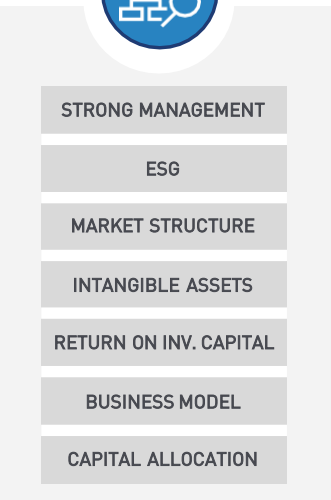 STRONG MANAGEMENT
ESG
MARKET STRUCTURE
INTANGIBLE ASSETS
RETURN ON INV. CAPITAL
BUSINESS MODEL
CAPITAL ALLOCATION